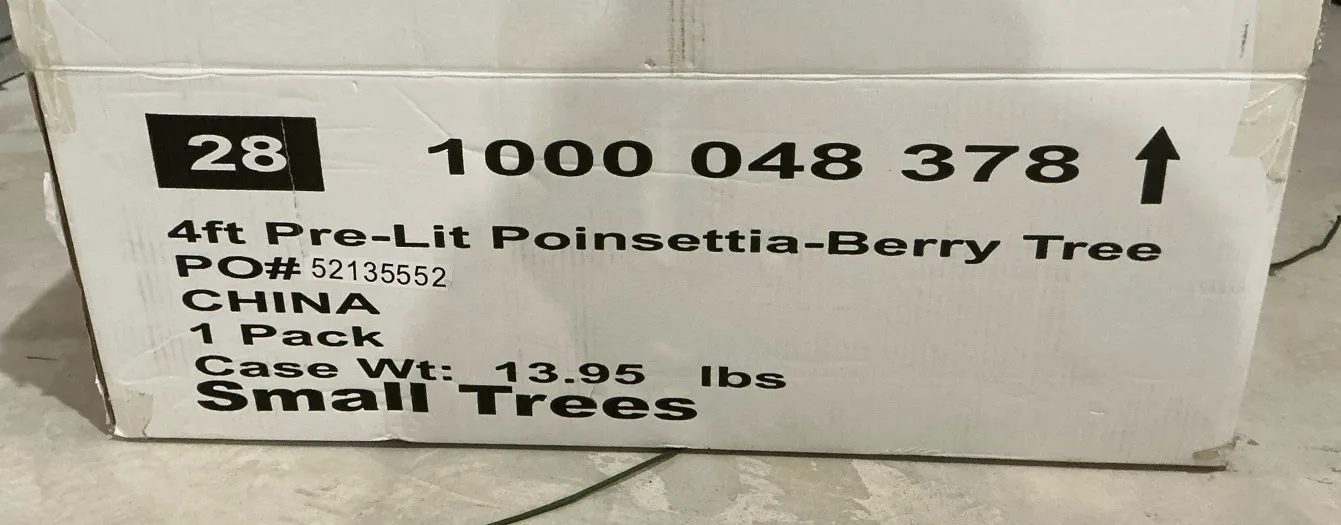 28 1000 048 378
4ft Pre-Lit Poinsettia-Berry Tree
PO# 52135552
CHINA
1 Pack
Case Wt: 13.95 lbs
Small Trees